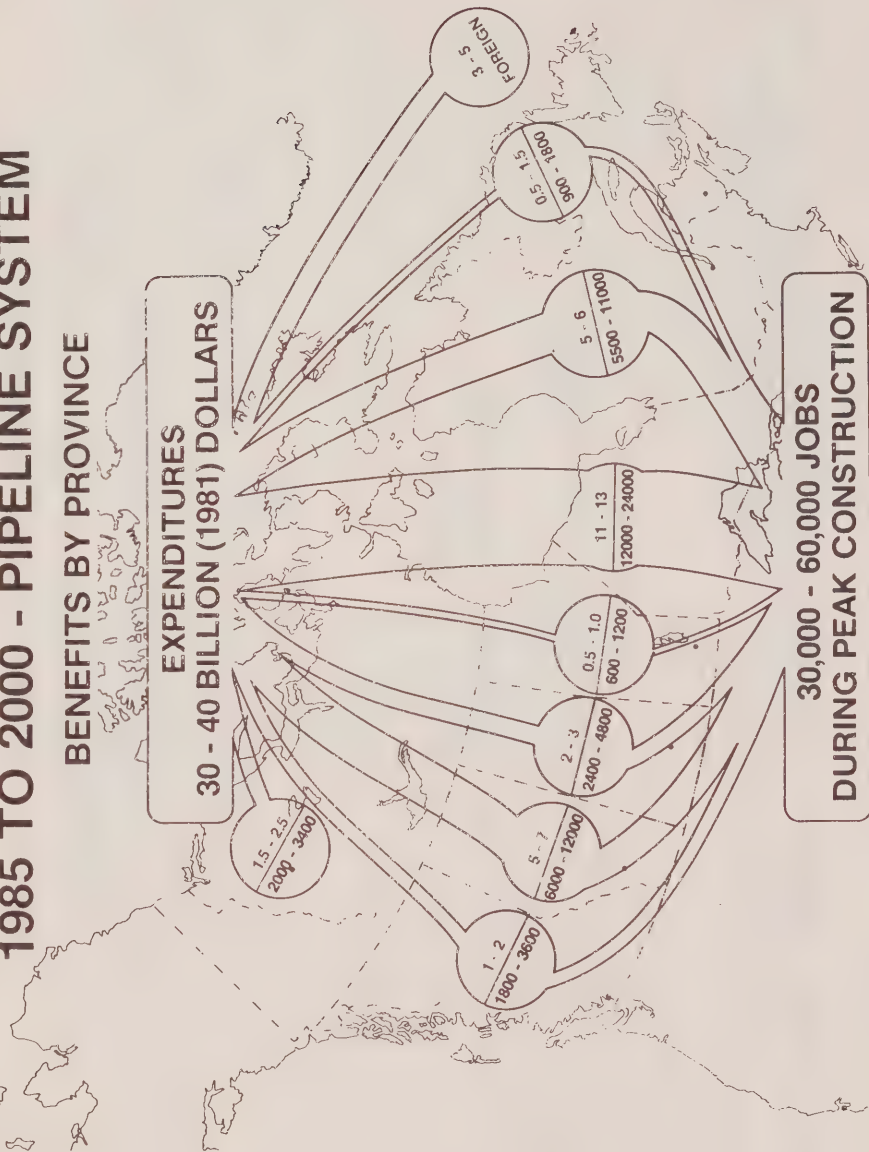 1985 TO 2000 - PIPELINE SYSTEM
BENEFITS BY PROVINCE
EXPENDITURES
30 - 40 BILLION (1981) DOLLARS
1.5 - 2.5
2000 - 3400
1 - 2
1800 - 3600
5 - 7
6000 - 12000
2 - 3
2400 - 4800
0.5 - 1.0
600 - 1200
11 - 13
12000 - 24000
5 - 6
5500 - 11000
0.5 - 1.5
900 - 1800
3 - 5
FOREIGN
30,000 - 60,000 JOBS
DURING PEAK CONSTRUCTION